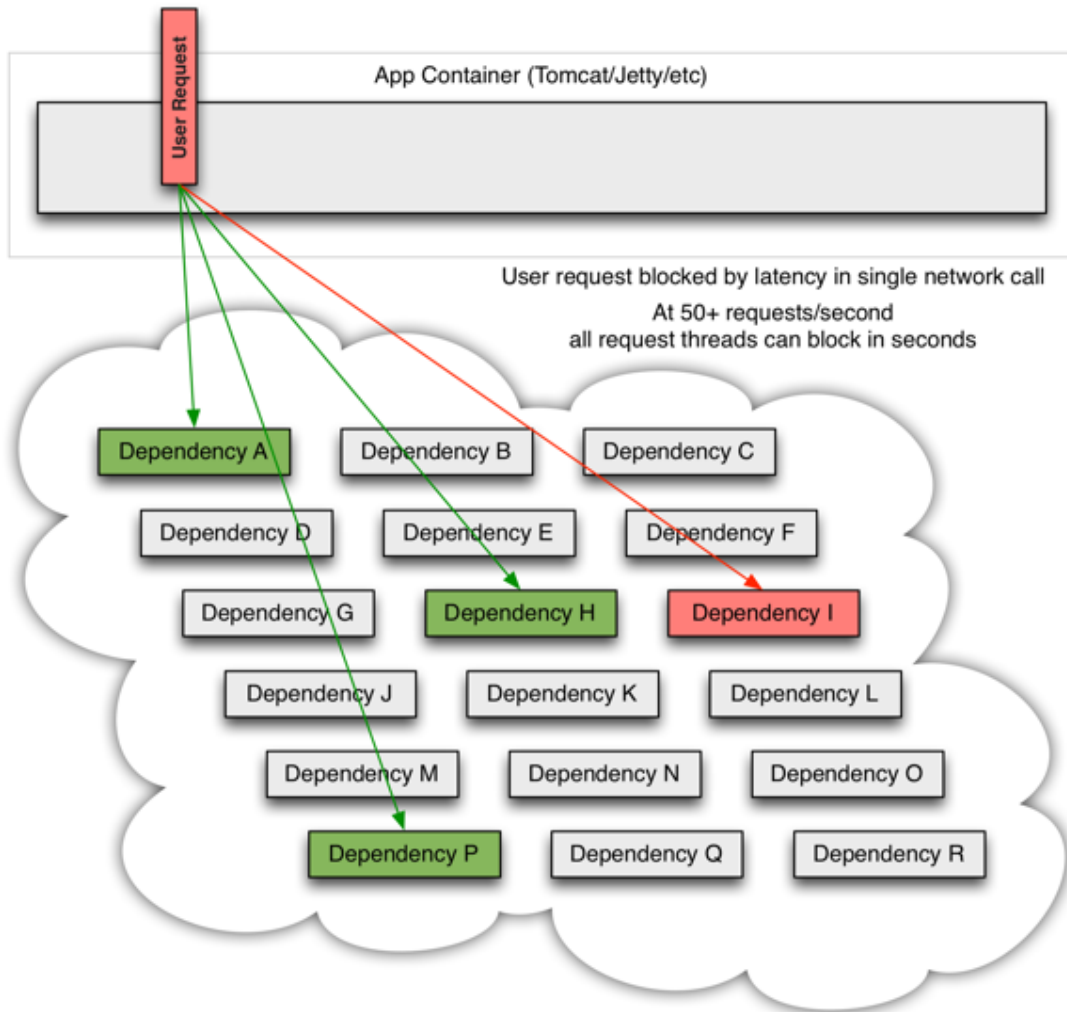 User Request
App Container (Tomcat/Jetty/etc)
User request blocked by latency in single network call
At 50+ requests/second
all request threads can block in seconds
Dependency A
Dependency B
Dependency C
Dependency D
Dependency E
Dependency F
Dependency G
Dependency H
Dependency I
Dependency J
Dependency K
Dependency L
Dependency M
Dependency N
Dependency O
Dependency P
Dependency Q
Dependency R